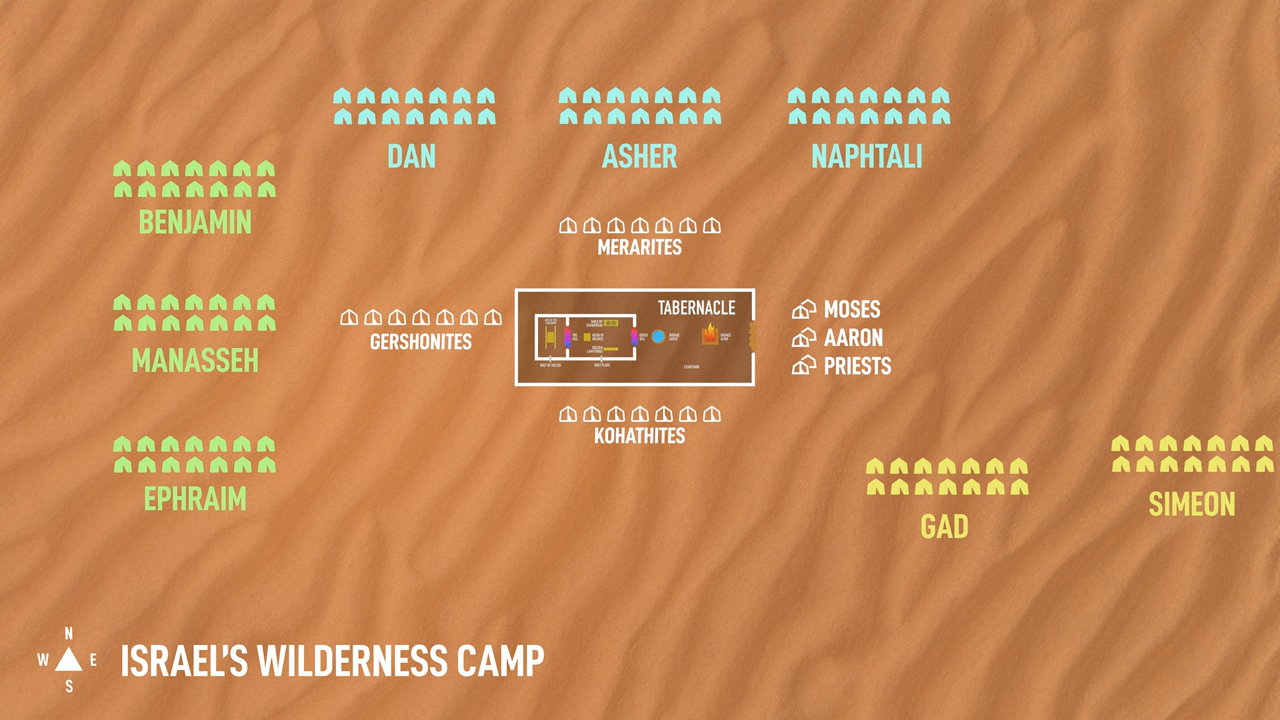 DAN
ASHER
NAPHTALI
BENJAMIN
MERARITES
MANASSEH
GERSHONITES
TABERNACLE
MOSES
AARON
PRIESTS
KOHATHITES
EPHRAIM
GAD
SIMEON
N
W E
S
ISRAEL'S WILDERNESS CAMP